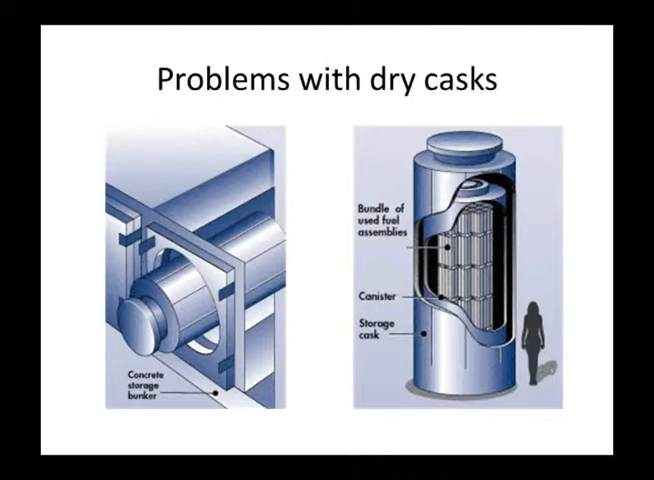 Problems with dry casks
Concrete
storage
bunker
Bundle of
used fuel
assemblies
Canister
Storage
cask